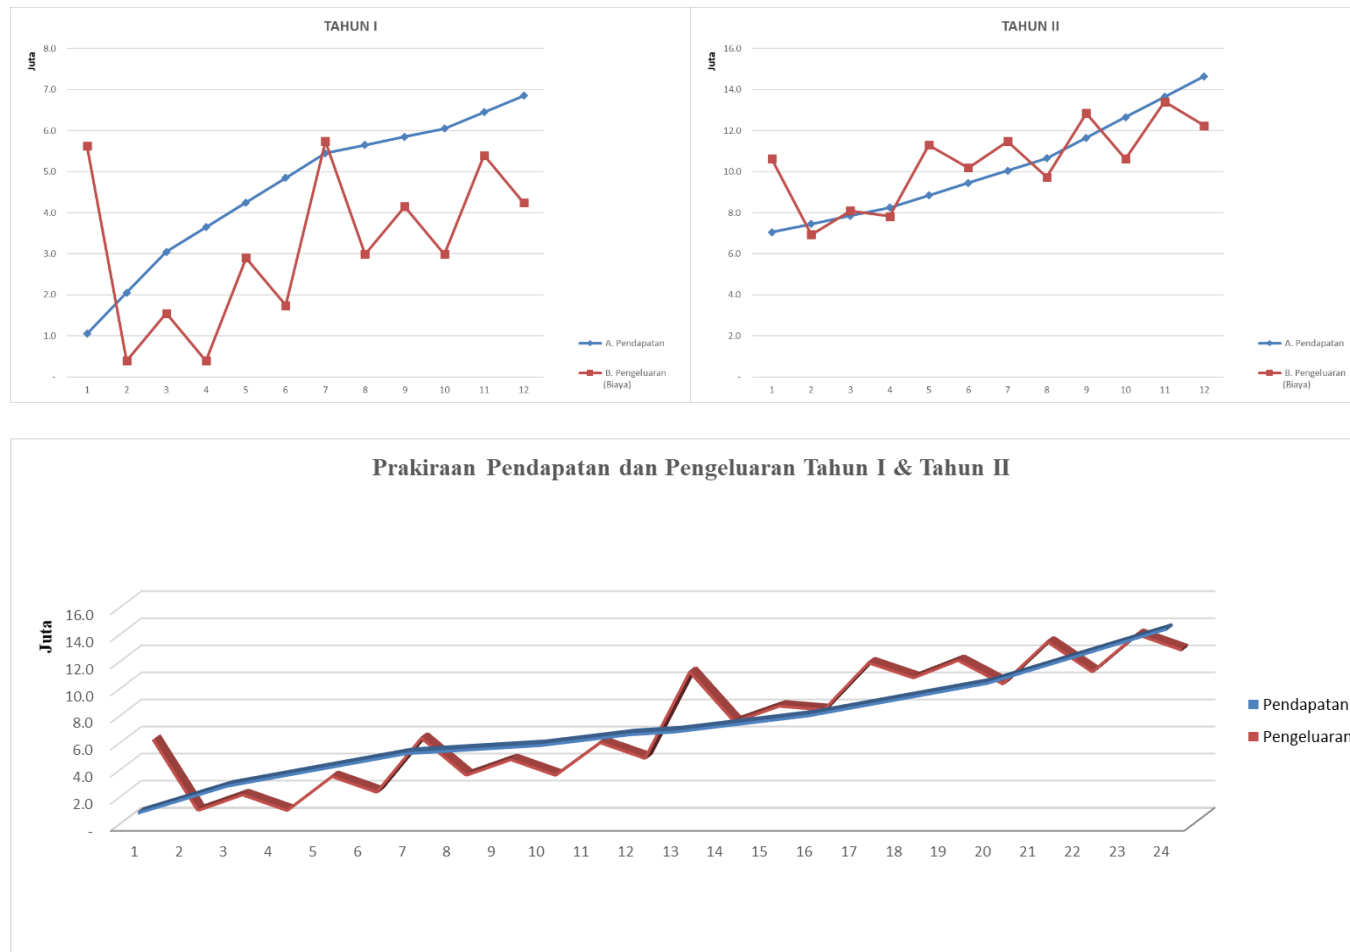 TAHUN I
Juta
8.0
7.0
6.0
5.0
4.0
3.0
2.0
1.0
-
1 2 3 4 5 6 7 8 9 10 11 12
A. Pendapatan
B. Pengeluaran
(Biaya)
TAHUN II
Juta
16.0
14.0
12.0
10.0
8.0
6.0
4.0
2.0
-
1 2 3 4 5 6 7 8 9 10 11 12
A. Pendapatan
B. Pengeluaran
(Biaya)
Prakiraan Pendapatan dan Pengeluaran Tahun I & Tahun II
Juta
16.0
14.0
12.0
10.0
8.0
6.0
4.0
2.0
-
1 2 3 4 5 6 7 8 9 10 11 12 13 14 15 16 17 18 19 20 21 22 23 24
Pendapatan
Pengeluaran